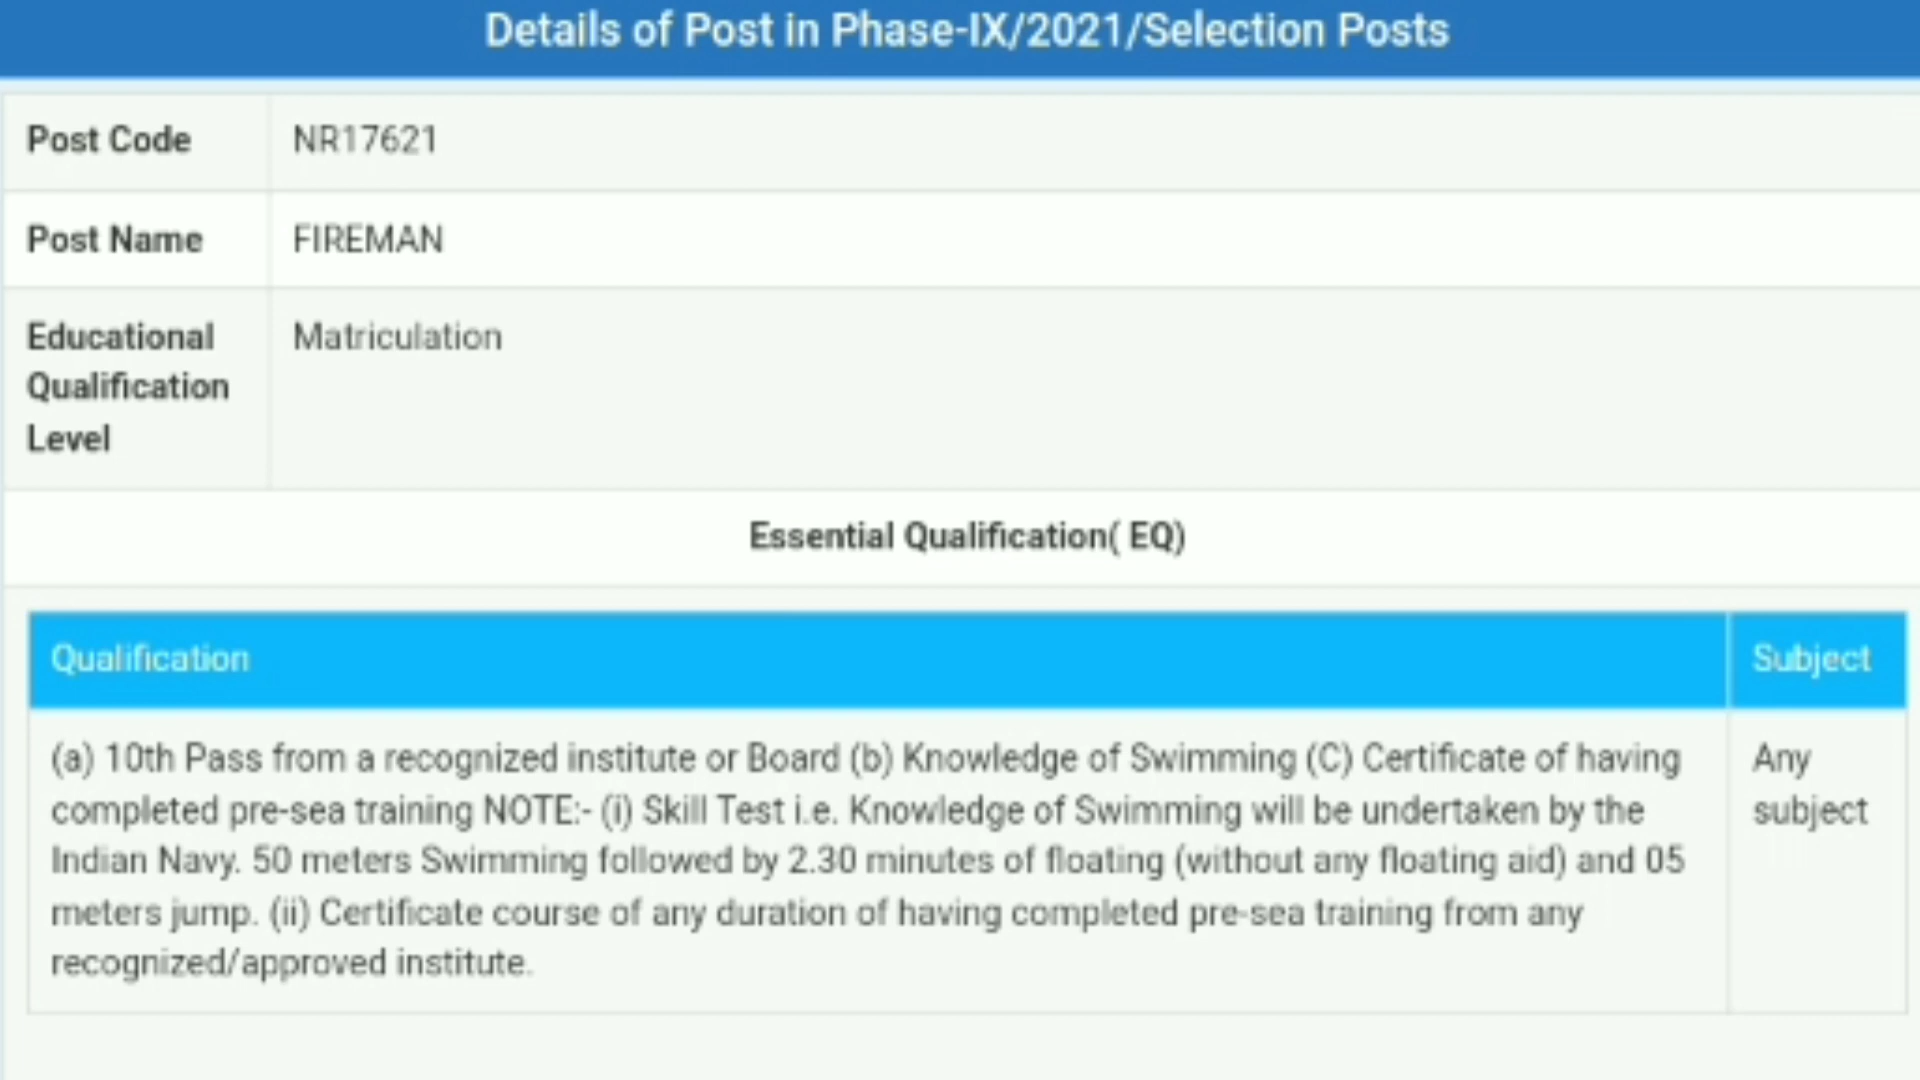 Details of Post in Phase-IX/2021/Selection Posts
Post Code NR17621
Post Name FIREMAN
Educational Matriculation
Qualification
Level
Essential Qualification( EQ)
Qualification Subject
(a) 10th Pass from a recognized institute or Board (b) Knowledge of Swimming (C) Certificate of having Any
completed pre-sea training NOTE:- (i) Skill Test i.e. Knowledge of Swimming will be undertaken by the subject
Indian Navy. 50 meters Swimming followed by 2.30 minutes of floating (without any floating aid) and 05
meters jump. (ii) Certificate course of any duration of having completed pre-sea training from any
recognized/approved institute.